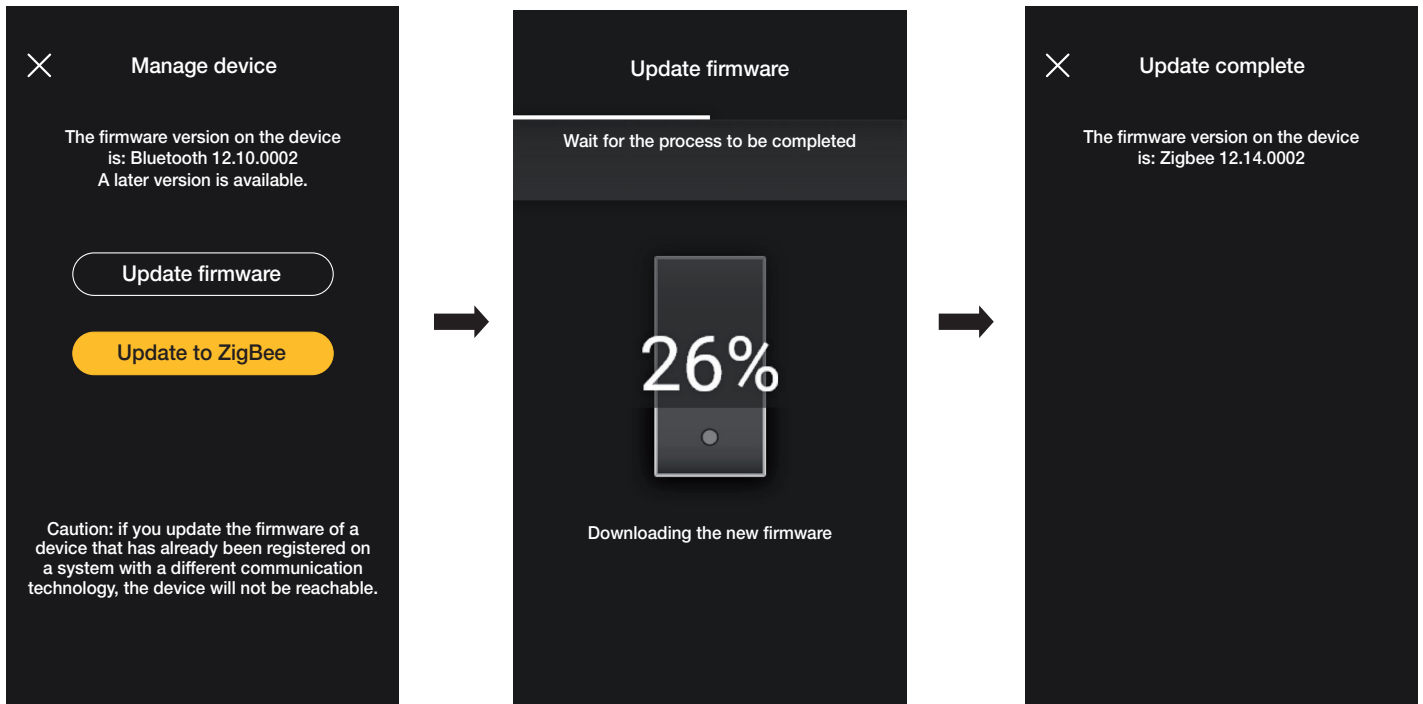 Manage device
The firmware version on the device
is: Bluetooth 12.10.0002
A later version is available.
Update firmware
Update to ZigBee
Caution: if you update the firmware of a
device that has already been registered on
a system with a different communication
technology, the device will not be reachable.
Update firmware
Wait for the process to be completed
26%
Downloading the new firmware
Update complete
The firmware version on the device
is: Zigbee 12.14.0002